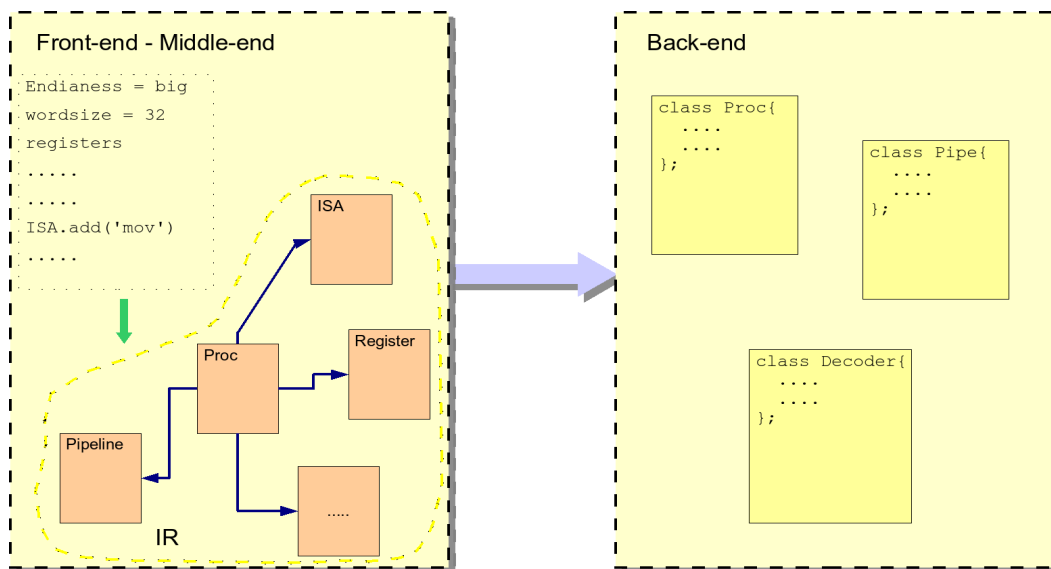 Front-end - Middle-end
Endianess = big
wordsize = 32
registers
.....
.....
ISA.add('mov')
.....
ISA
Proc
Register
Pipeline
.....
IR
Back-end
class Proc{
....
....
};
class Pipe{
....
....
};
class Decoder{
....
....
};